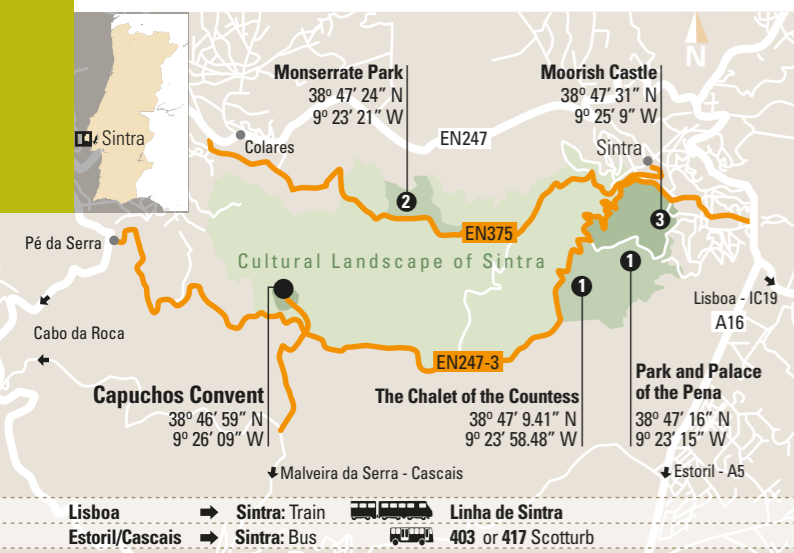 Sintra
N
Monserrate Park
38º 47’ 24” N
9º 23’ 21” W
Moorish Castle
38º 47’ 31” N
9º 25’ 9” W
EN247
Colares
Sintra
2
3
EN375
Pé da Serra
Cultural Landscape of Sintra
1
1
Lisboa - IC19
A16
Cabo da Roca
EN247-3
Capuchos Convent
38º 46’ 59” N
9º 26’ 09” W
The Chalet of the Countess
38º 47’ 9.41” N
9º 23’ 58.48” W
Park and Palace
of the Pena
38º 47’ 16” N
9º 23’ 15” W
Malveira da Serra - Cascais
Estoril - A5
Lisboa Sintra: Train Linha de Sintra
Estoril/Cascais Sintra: Bus 403 or 417 Scotturb